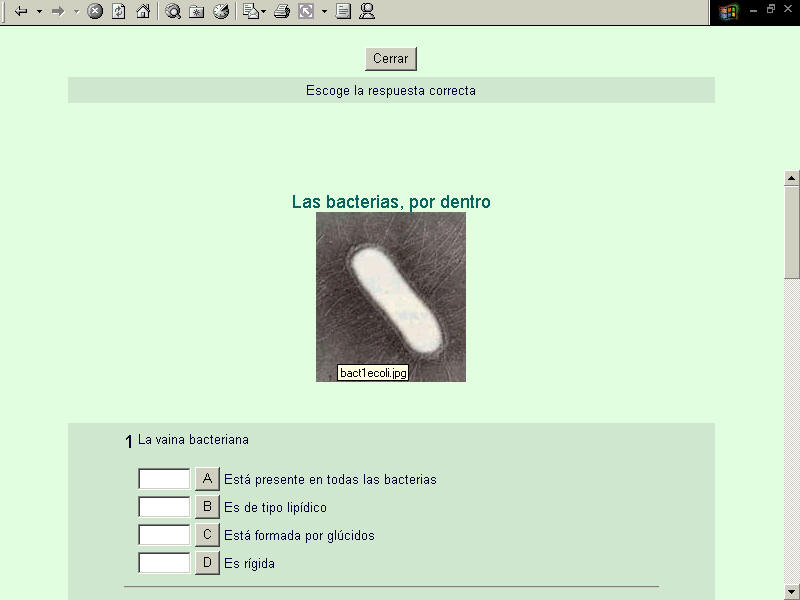 Cerrar
Escoge la respuesta correcta
Las bacterias, por dentro
bact1ecoli.jpg
1 La vaina bacteriana
A Está presente en todas las bacterias
B Es de tipo lipídico
C Está formada por glúcidos
D Es rígida